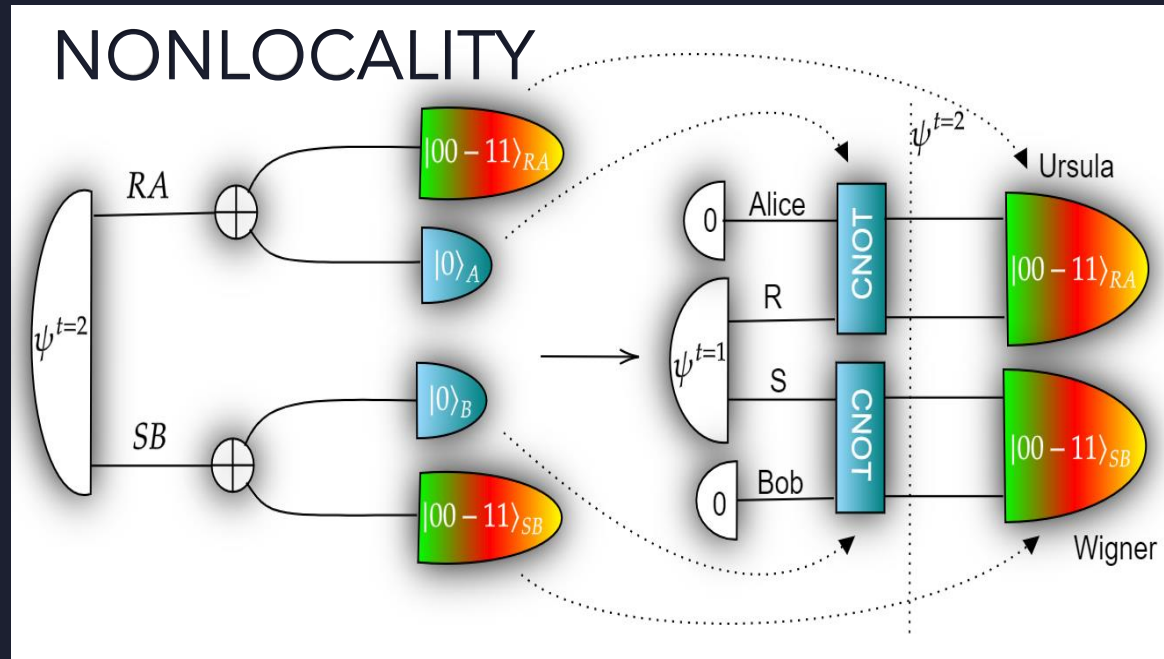 NONLOCALITY
RA
|00 − 11⟩RA
|0⟩A
ψt=2
SB
|0⟩B
|00 − 11⟩SB
ψt=2
Ursula
0
Alice
CNOT
|00 − 11⟩RA
R
ψt=1
S
CNOT
|00 − 11⟩SB
0
Bob
Wigner